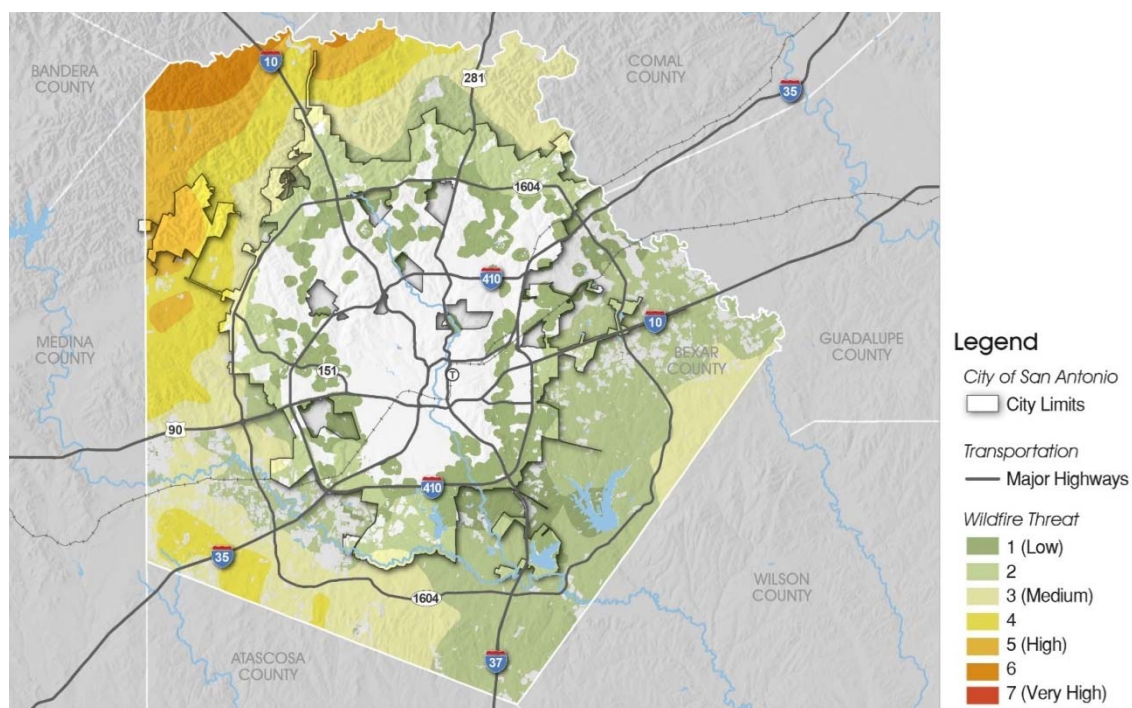 BANDERA
COUNTY
10
281
COMAL
COUNTY
35
1604
410
10
MEDINA
COUNTY
151
T
BEXAR
COUNTY
GUADALUPE
COUNTY
90
410
35
1604
WILSON
COUNTY
ATASCOSA
COUNTY
37
Legend
City of San Antonio
City Limits
Transportation
Major Highways
Wildfire Threat
1 (Low)
2
3 (Medium)
4
5 (High)
6
7 (Very High)